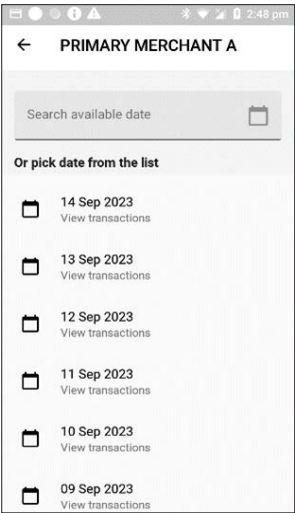 2:48 pm
PRIMARY MERCHANT A
Search available date
Or pick date from the list
14 Sep 2023
View transactions
13 Sep 2023
View transactions
12 Sep 2023
View transactions
11 Sep 2023
View transactions
10 Sep 2023
View transactions
09 Sep 2023
View transactions